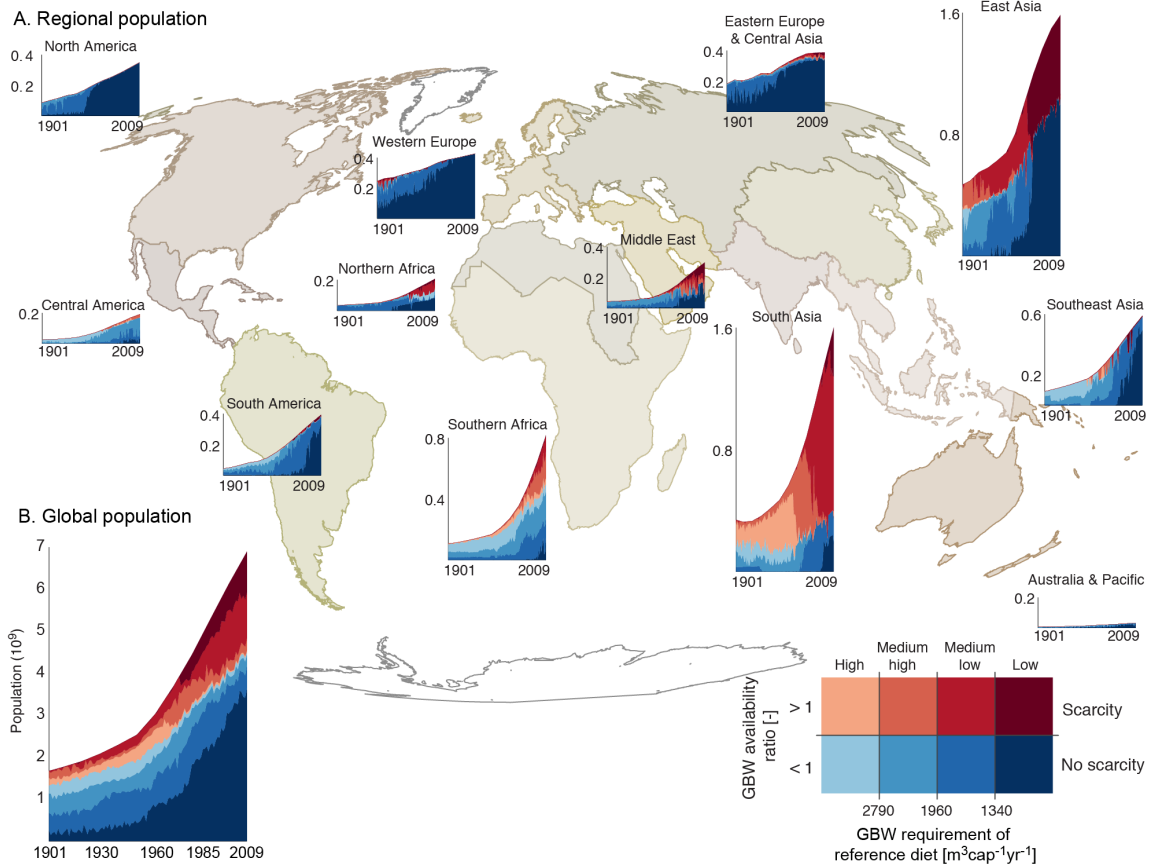 A. Regional population
North America
0.4
0.2
1901 2009
Eastern Europe
& Central Asia
0.4
0.2
1901 2009
East Asia
1.6
0.8
1901 2009
Western Europe
0.4
0.2
1901 2009
Middle East
0.4
0.2
1901 2009
Northern Africa
0.2
1901 2009
Central America
0.2
1901 2009
South Asia
1.6
0.8
1901 2009
Southeast Asia
0.6
0.2
1901 2009
South America
0.4
0.2
1901 2009
Southern Africa
0.8
0.4
1901 2009
Australia & Pacific
0.2
1901 2009
B. Global population
7
6
5
4
3
2
1
Population (10⁹)
1901 1930 1960 1985 2009
High
Medium
high
Medium
low
Low
GBW availability
ratio [-]
> 1
< 1
Scarcity
No scarcity
2790 1960 1340
GBW requirement of
reference diet [m³cap⁻¹yr⁻¹]